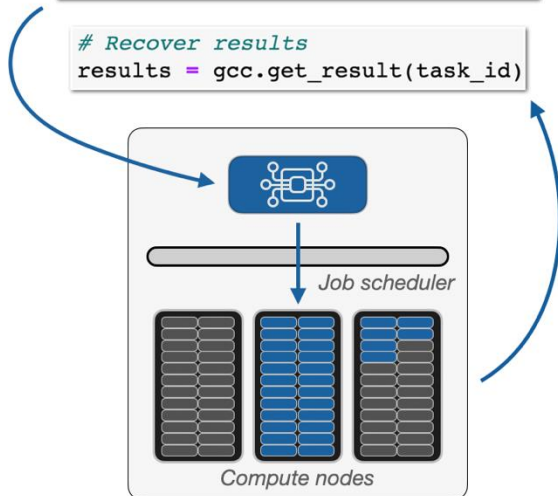 # Recover results
results = gcc.get_result(task_id)
Job scheduler
Compute nodes